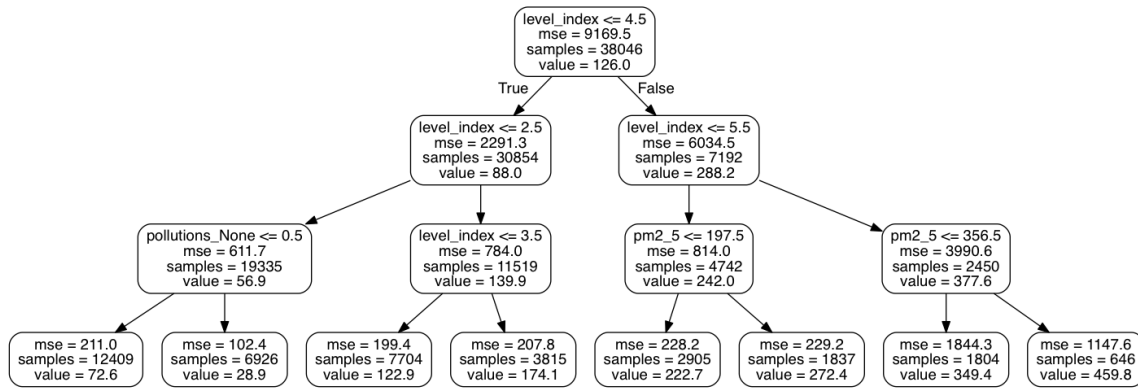 level_index <= 4.5
mse = 9169.5
samples = 38046
value = 126.0
True
False
level_index <= 2.5
mse = 2291.3
samples = 30854
value = 88.0
level_index <= 5.5
mse = 6034.5
samples = 7192
value = 288.2
pollutions_None <= 0.5
mse = 611.7
samples = 19335
value = 56.9
level_index <= 3.5
mse = 784.0
samples = 11519
value = 139.9
pm2_5 <= 197.5
mse = 814.0
samples = 4742
value = 242.0
pm2_5 <= 356.5
mse = 3990.6
samples = 2450
value = 377.6
mse = 211.0
samples = 12409
value = 72.6
mse = 102.4
samples = 6926
value = 28.9
mse = 199.4
samples = 7704
value = 122.9
mse = 207.8
samples = 3815
value = 174.1
mse = 228.2
samples = 2905
value = 222.7
mse = 229.2
samples = 1837
value = 272.4
mse = 1844.3
samples = 1804
value = 349.4
mse = 1147.6
samples = 646
value = 459.8